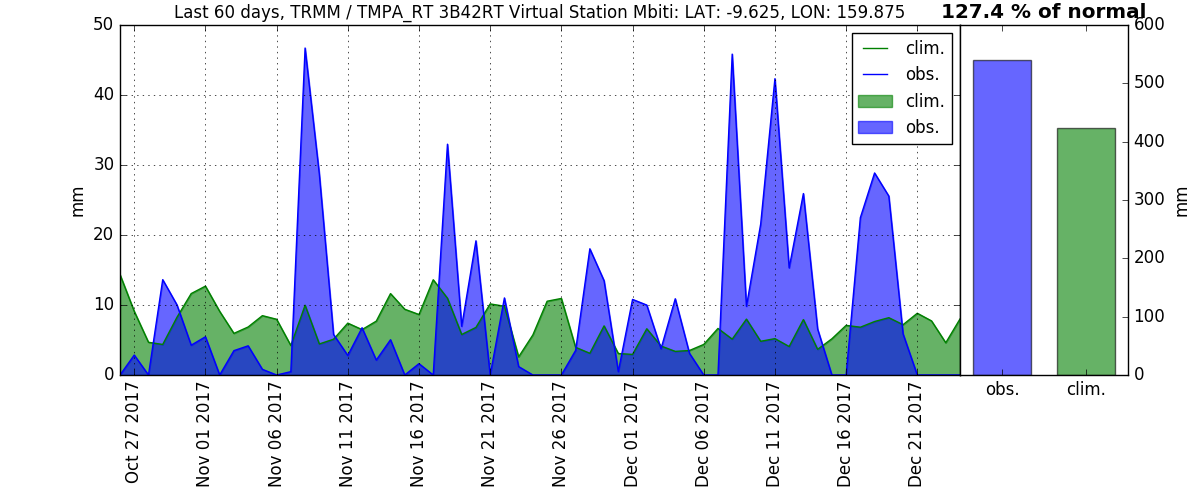 Last 60 days, TRMM / TMPA_RT 3B42RT Virtual Station Mbiti: LAT: -9.625, LON: 159.875
127.4 % of normal
50
40
30
20
10
0
mm
clim.
obs.
clim.
obs.
600
500
400
300
200
100
0
mm
obs.
clim.
Oct 27 2017
Nov 01 2017
Nov 06 2017
Nov 11 2017
Nov 16 2017
Nov 21 2017
Nov 26 2017
Dec 01 2017
Dec 06 2017
Dec 11 2017
Dec 16 2017
Dec 21 2017